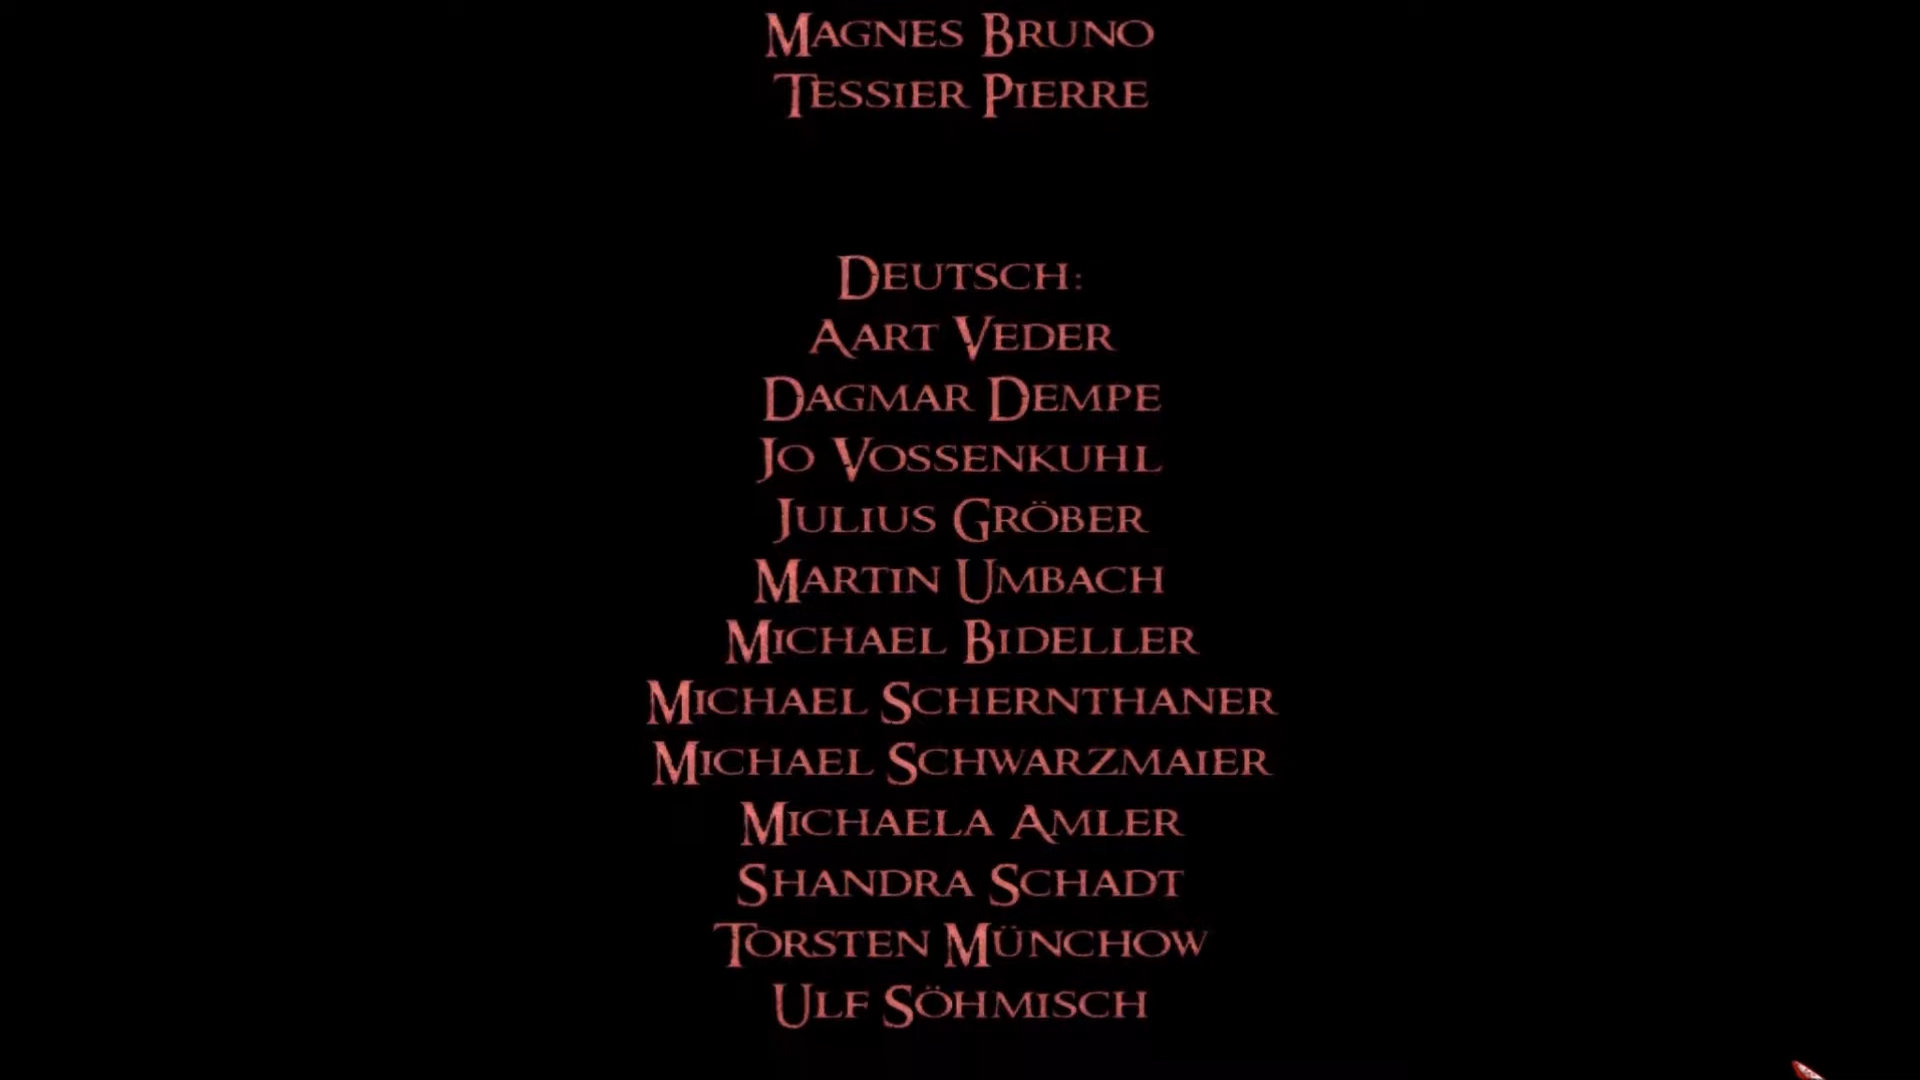 Magnes Bruno
Tessier Pierre
Deutsch:
Aart Veder
Dagmar Dempe
Jo Vossenkuhl
Julius Gröber
Martin Umbach
Michael Bideller
Michael Schernthaner
Michael Schwarzmaier
Michaela Amler
Shandra Schadt
Torsten Münchow
Ulf Söhmisch